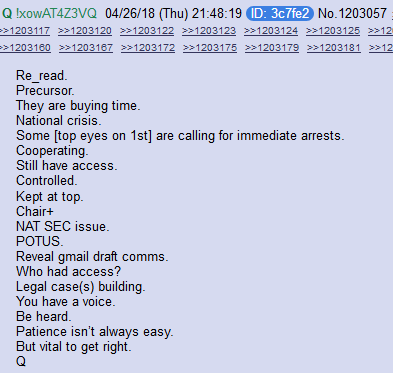 Q !xowAT4Z3VQ 04/26/18 (Thu) 21:48:19 ID: 3c7fe2 No.1203057
>>1203117 >>1203120 >>1203122 >>1203123 >>1203124 >>1203125 >>12
>>1203160 >>1203167 >>1203172 >>1203173 >>1203179 >>1203181 >>12
Re_read.
Precursor.
They are buying time.
National crisis.
Some [top eyes on 1st] are calling for immediate arrests.
Cooperating.
Still have access.
Controlled.
Kept at top.
Chair+
NAT SEC issue.
POTUS.
Reveal gmail draft comms.
Who had access?
Legal case(s) building.
You have a voice.
Be heard.
Patience isn’t always easy.
But vital to get right.
Q